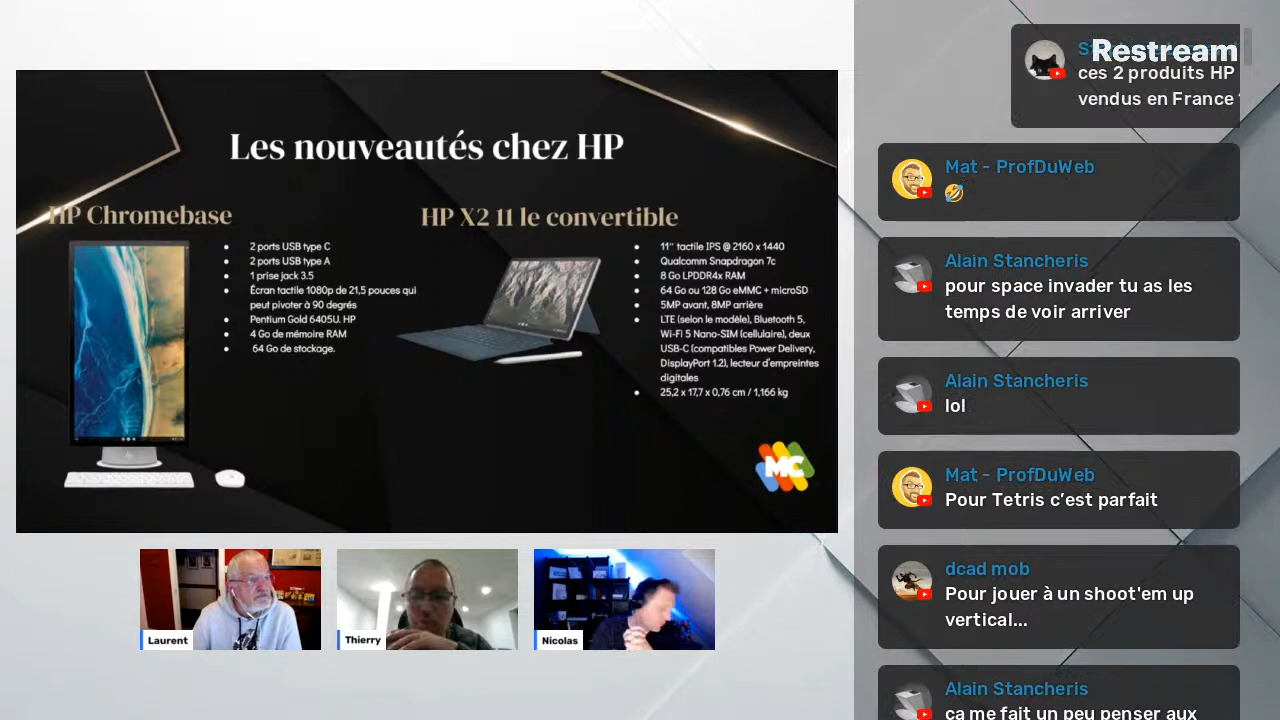 Les nouveautés chez HP
HP Chromebase
2 ports USB type C
2 ports USB type A
1 prise jack 3.5
Écran tactile 1080p de 21,5 pouces qui
peut pivoter à 90 degrés
Pentium Gold 6405U. HP
4 Go de mémoire RAM
64 Go de stockage.
HP X2 11 le convertible
11'' tactile IPS @ 2160 x 1440
Qualcomm Snapdragon 7c
8 Go LPDDR4x RAM
64 Go ou 128 Go eMMC + microSD
5MP avant, 8MP arrière
LTE (selon le modèle), Bluetooth 5,
Wi-Fi 5 Nano-SIM (cellulaire), deux
USB-C (compatibles Power Delivery,
DisplayPort 1.2), lecteur d'empreintes
digitales
25,2 x 17,7 x 0,76 cm / 1,166 kg
MC
Laurent
Thierry
Nicolas
Restream
ces 2 produits HP
vendus en France
Mat - ProfDuWeb
🤣
Alain Stancheris
pour space invader tu as les
temps de voir arriver
Alain Stancheris
lol
Mat - ProfDuWeb
Pour Tetris c'est parfait
dcad mob
Pour jouer à un shoot'em up
vertical...
Alain Stancheris
ça me fait un peu penser aux